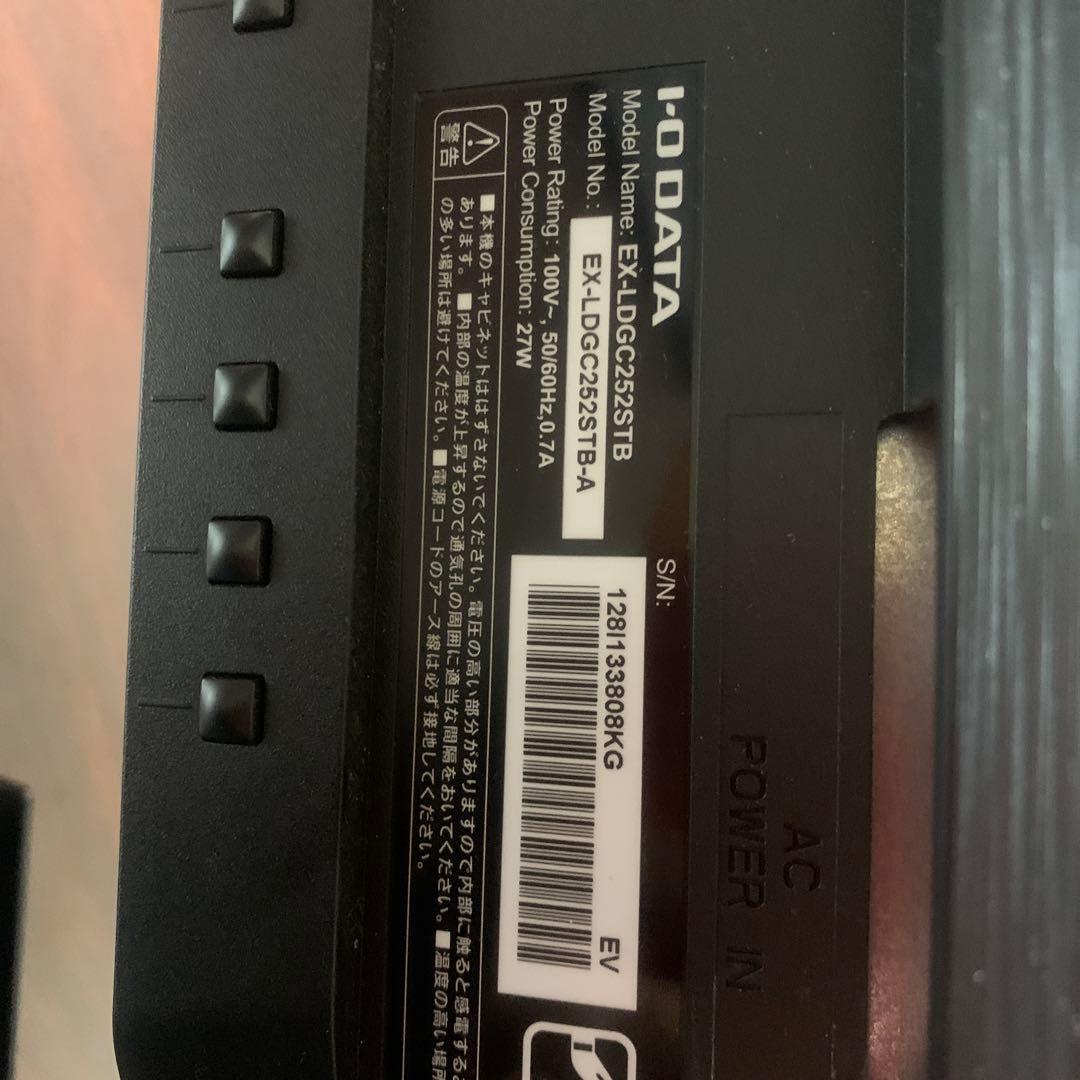 I-O DATA
Model Name: EX-LDGC252STB
Model No.: EX-LDGC252STB-A
Power Rating: 100V~, 50/60Hz,0.7A
Power Consumption: 27W
S/N:
128I133808KG EV
警告
■本機のキャビネットははずさないでください。電圧の高い部分がありますので内部に触ると感電する
あります。■内部の温度が上昇するので通気孔の周囲に適当な間隔をおいてください。■温度の高い場所
の多い場所は避けてください。■電源コードのアース線は必ず接地してください。
AC
POWER IN